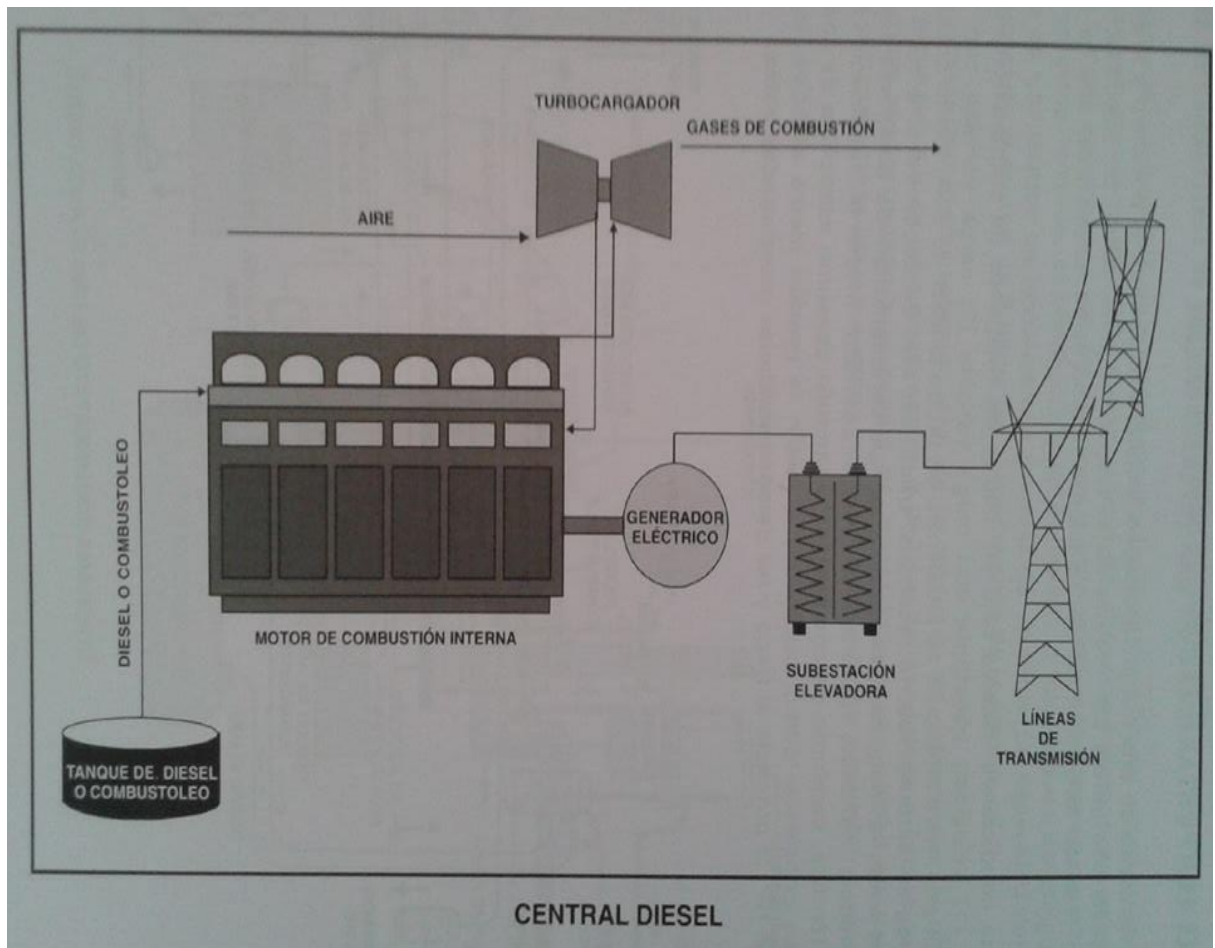 TURBOCARGADOR
GASES DE COMBUSTIÓN
AIRE
DIESEL O COMBUSTOLEO
GENERADOR
ELÉCTRICO
MOTOR DE COMBUSTIÓN INTERNA
SUBESTACIÓN
ELEVADORA
LÍNEAS
DE
TRANSMISIÓN
TANQUE DE. DIESEL
O COMBUSTOLEO
CENTRAL DIESEL